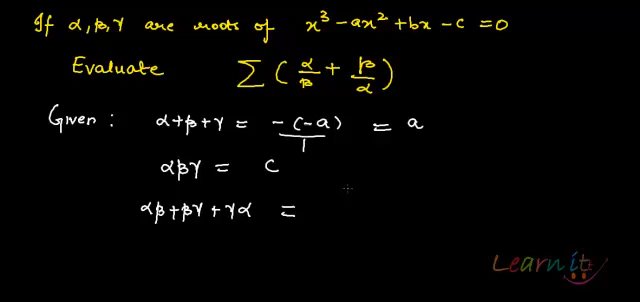 If α, β, γ are roots of x³ - ax² + bx - c = 0
Evaluate ∑ ( α/β + β/α )
Given : α + β + γ = -(-a)/1 = a
αβγ = c
αβ + βγ + γα =
Learnit